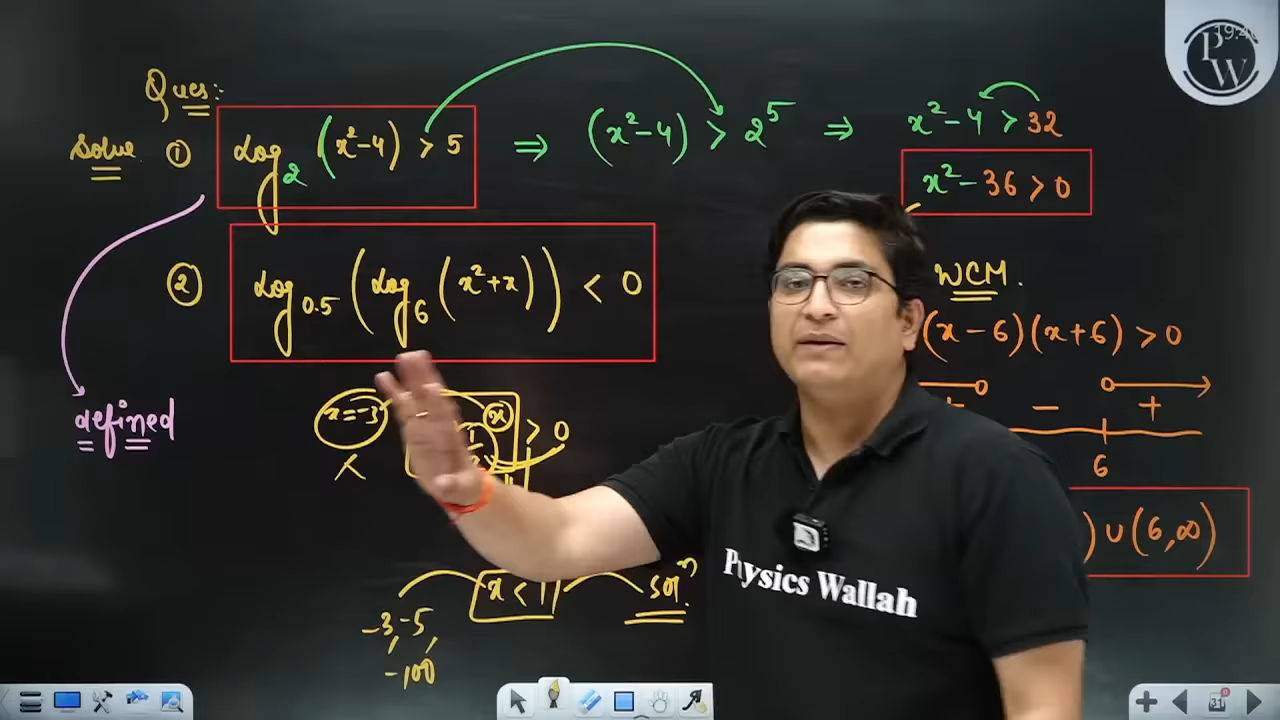 Ques:
Solve ① log₂ (x²-4) > 5 ⇒ (x²-4) > 2⁵ ⇒ x²-4 > 32
x²-36 > 0
② log₀.₅ (log₆ (x²+x)) < 0
WCM.
(x-6)(x+6) > 0
defined
x=-3
x
> 0
- +
6
) ∪ (6,∞)
x < 1 solⁿ
-3,-5,
-100
PW
Physics Wallah
31